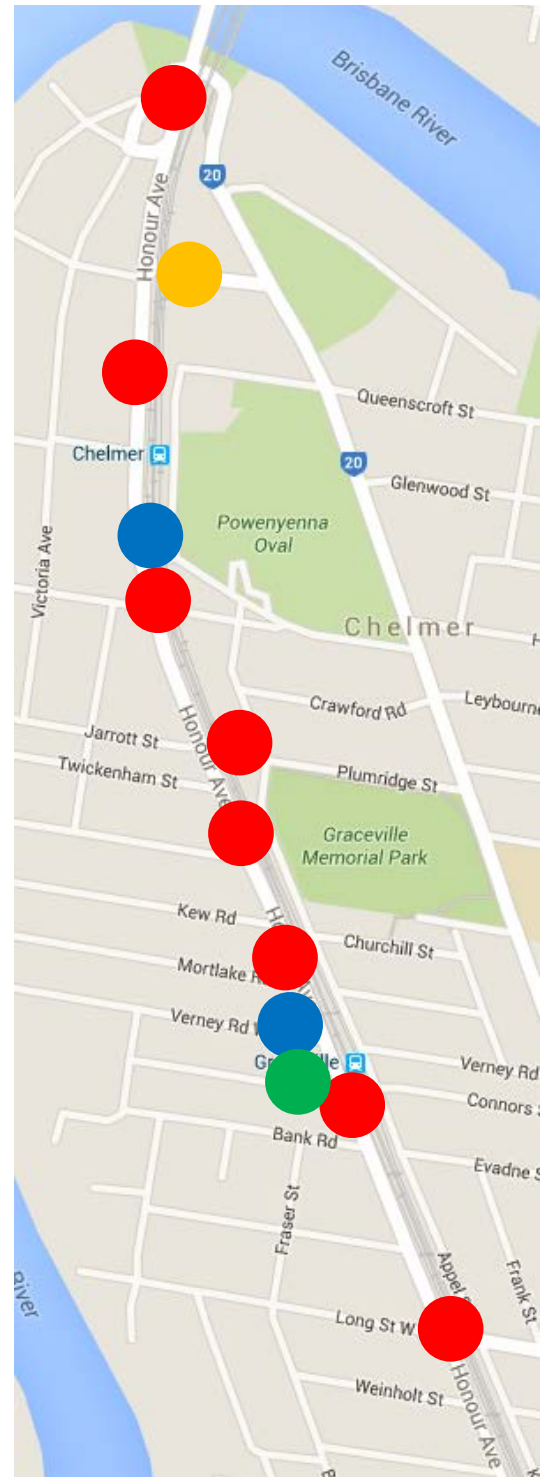 Brisbane River
20
Honour Ave
Queenscroft St
Chelmer
20
Glenwood St
Powenyenna
Oval
Victoria Ave
Chelmer
H
Crawford Rd
Leybourne
Honour Ave
Jarrott St
Twickenham St
Plumridge St
Graceville
Memorial Park
Kew Rd
Churchill St
Mortlake
Verney Rd W
Verney Rd
Connors S
Bank Rd
Evadne S
Fraser St
Appel
Frank St
River
Long St W
Weinholt St
Honour Ave